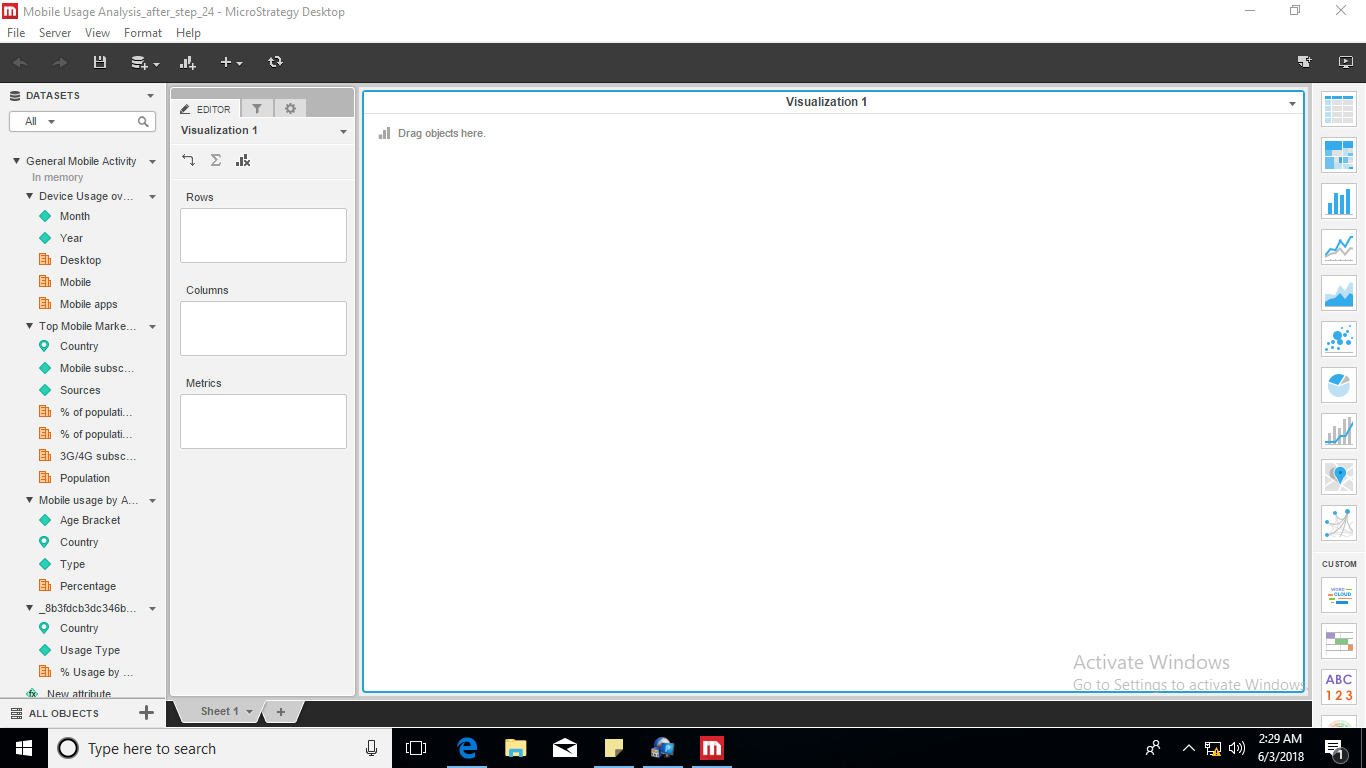 Mobile Usage Analysis_after_step_24 - MicroStrategy Desktop
File Server View Format Help
DATASETS
All
General Mobile Activity
In memory
Device Usage ov...
Month
Year
Desktop
Mobile
Mobile apps
Top Mobile Marke...
Country
Mobile subsc...
Sources
% of populati...
% of populati...
3G/4G subsc...
Population
Mobile usage by A...
Age Bracket
Country
Type
Percentage
_8b3fdcb3dc346b...
Country
Usage Type
% Usage by ...
New attribute
ALL OBJECTS
EDITOR
Visualization 1
Rows
Columns
Metrics
Visualization 1
Drag objects here.
Activate Windows
Go to Settings to activate Windows.
Sheet 1
CUSTOM
WORD
CLOUD
ABC
123
Type here to search
2:29 AM
6/3/2018
1